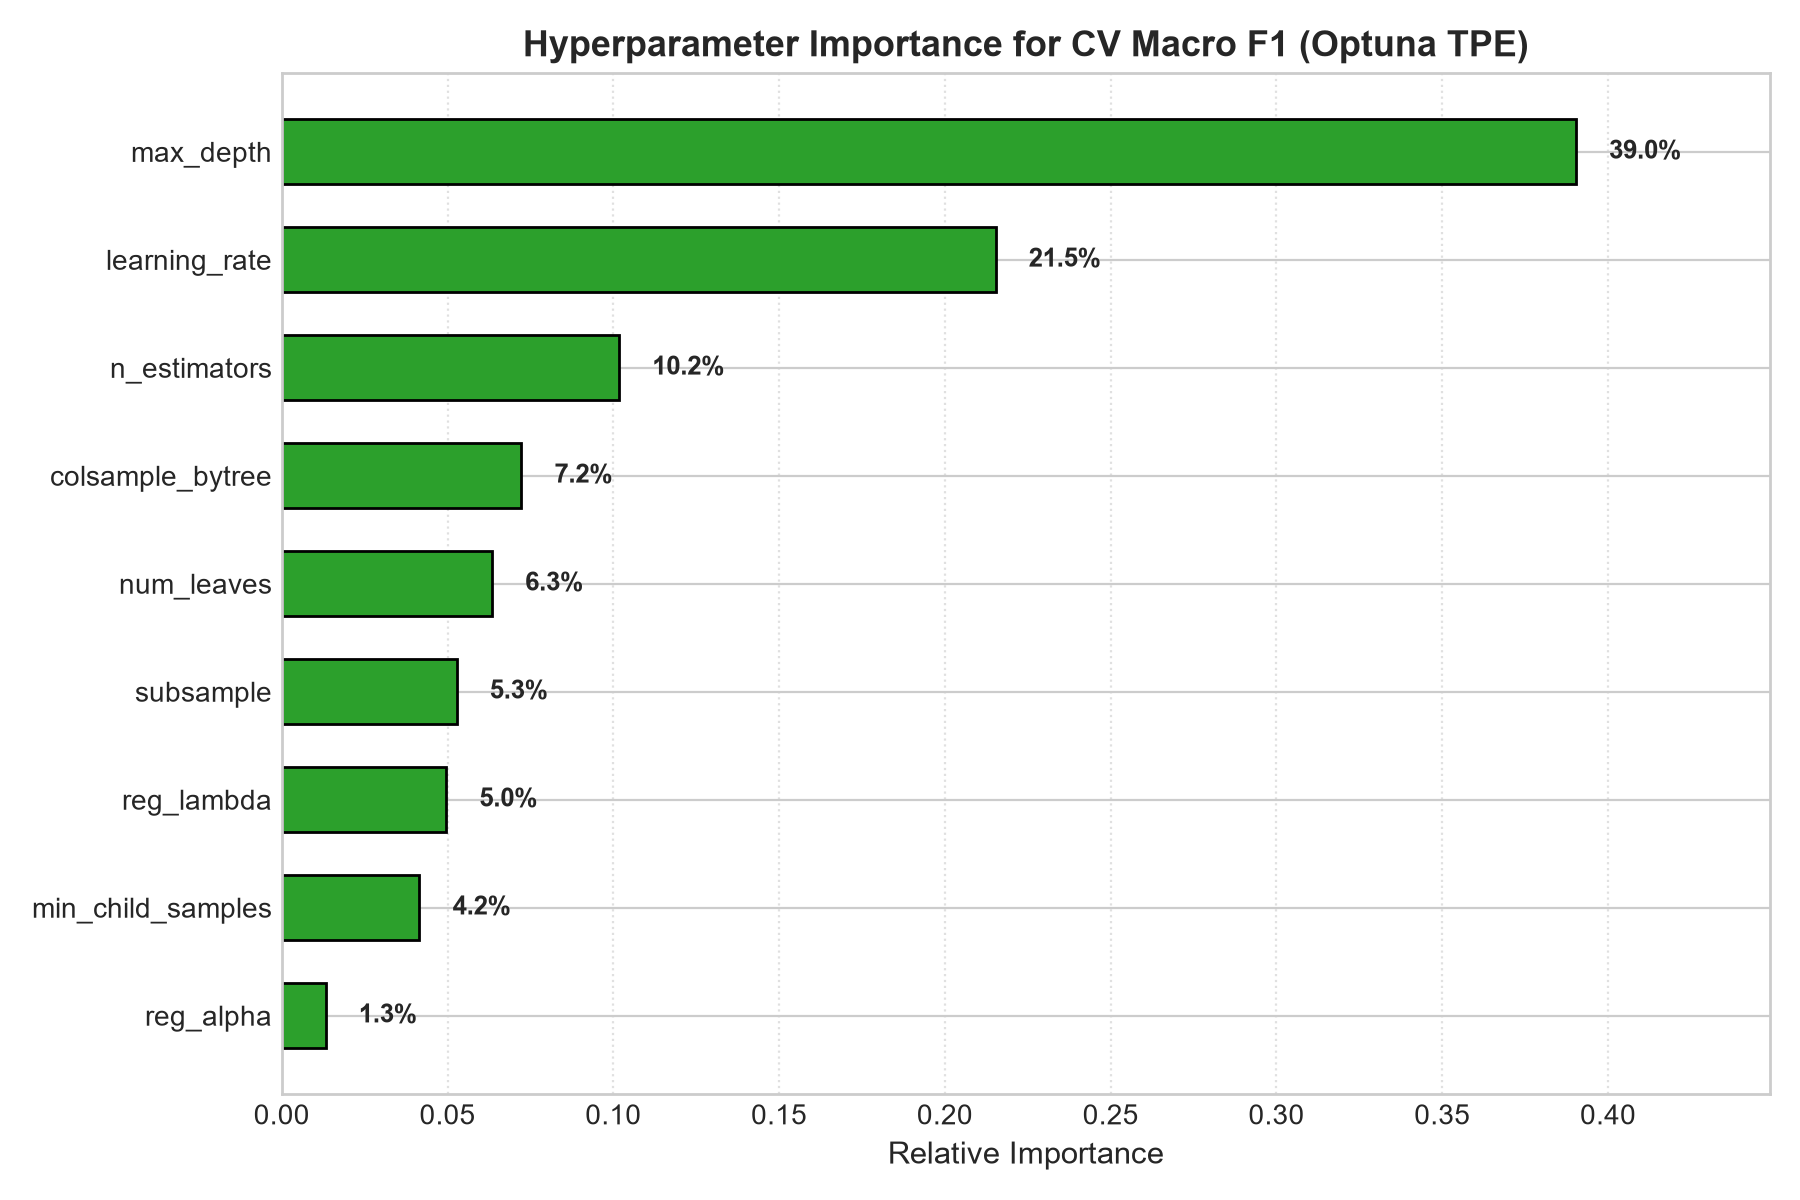 Hyperparameter Importance for CV Macro F1 (Optuna TPE)
max_depth 39.0%
learning_rate 21.5%
n_estimators 10.2%
colsample_bytree 7.2%
num_leaves 6.3%
subsample 5.3%
reg_lambda 5.0%
min_child_samples 4.2%
reg_alpha 1.3%
0.00 0.05 0.10 0.15 0.20 0.25 0.30 0.35 0.40
Relative Importance